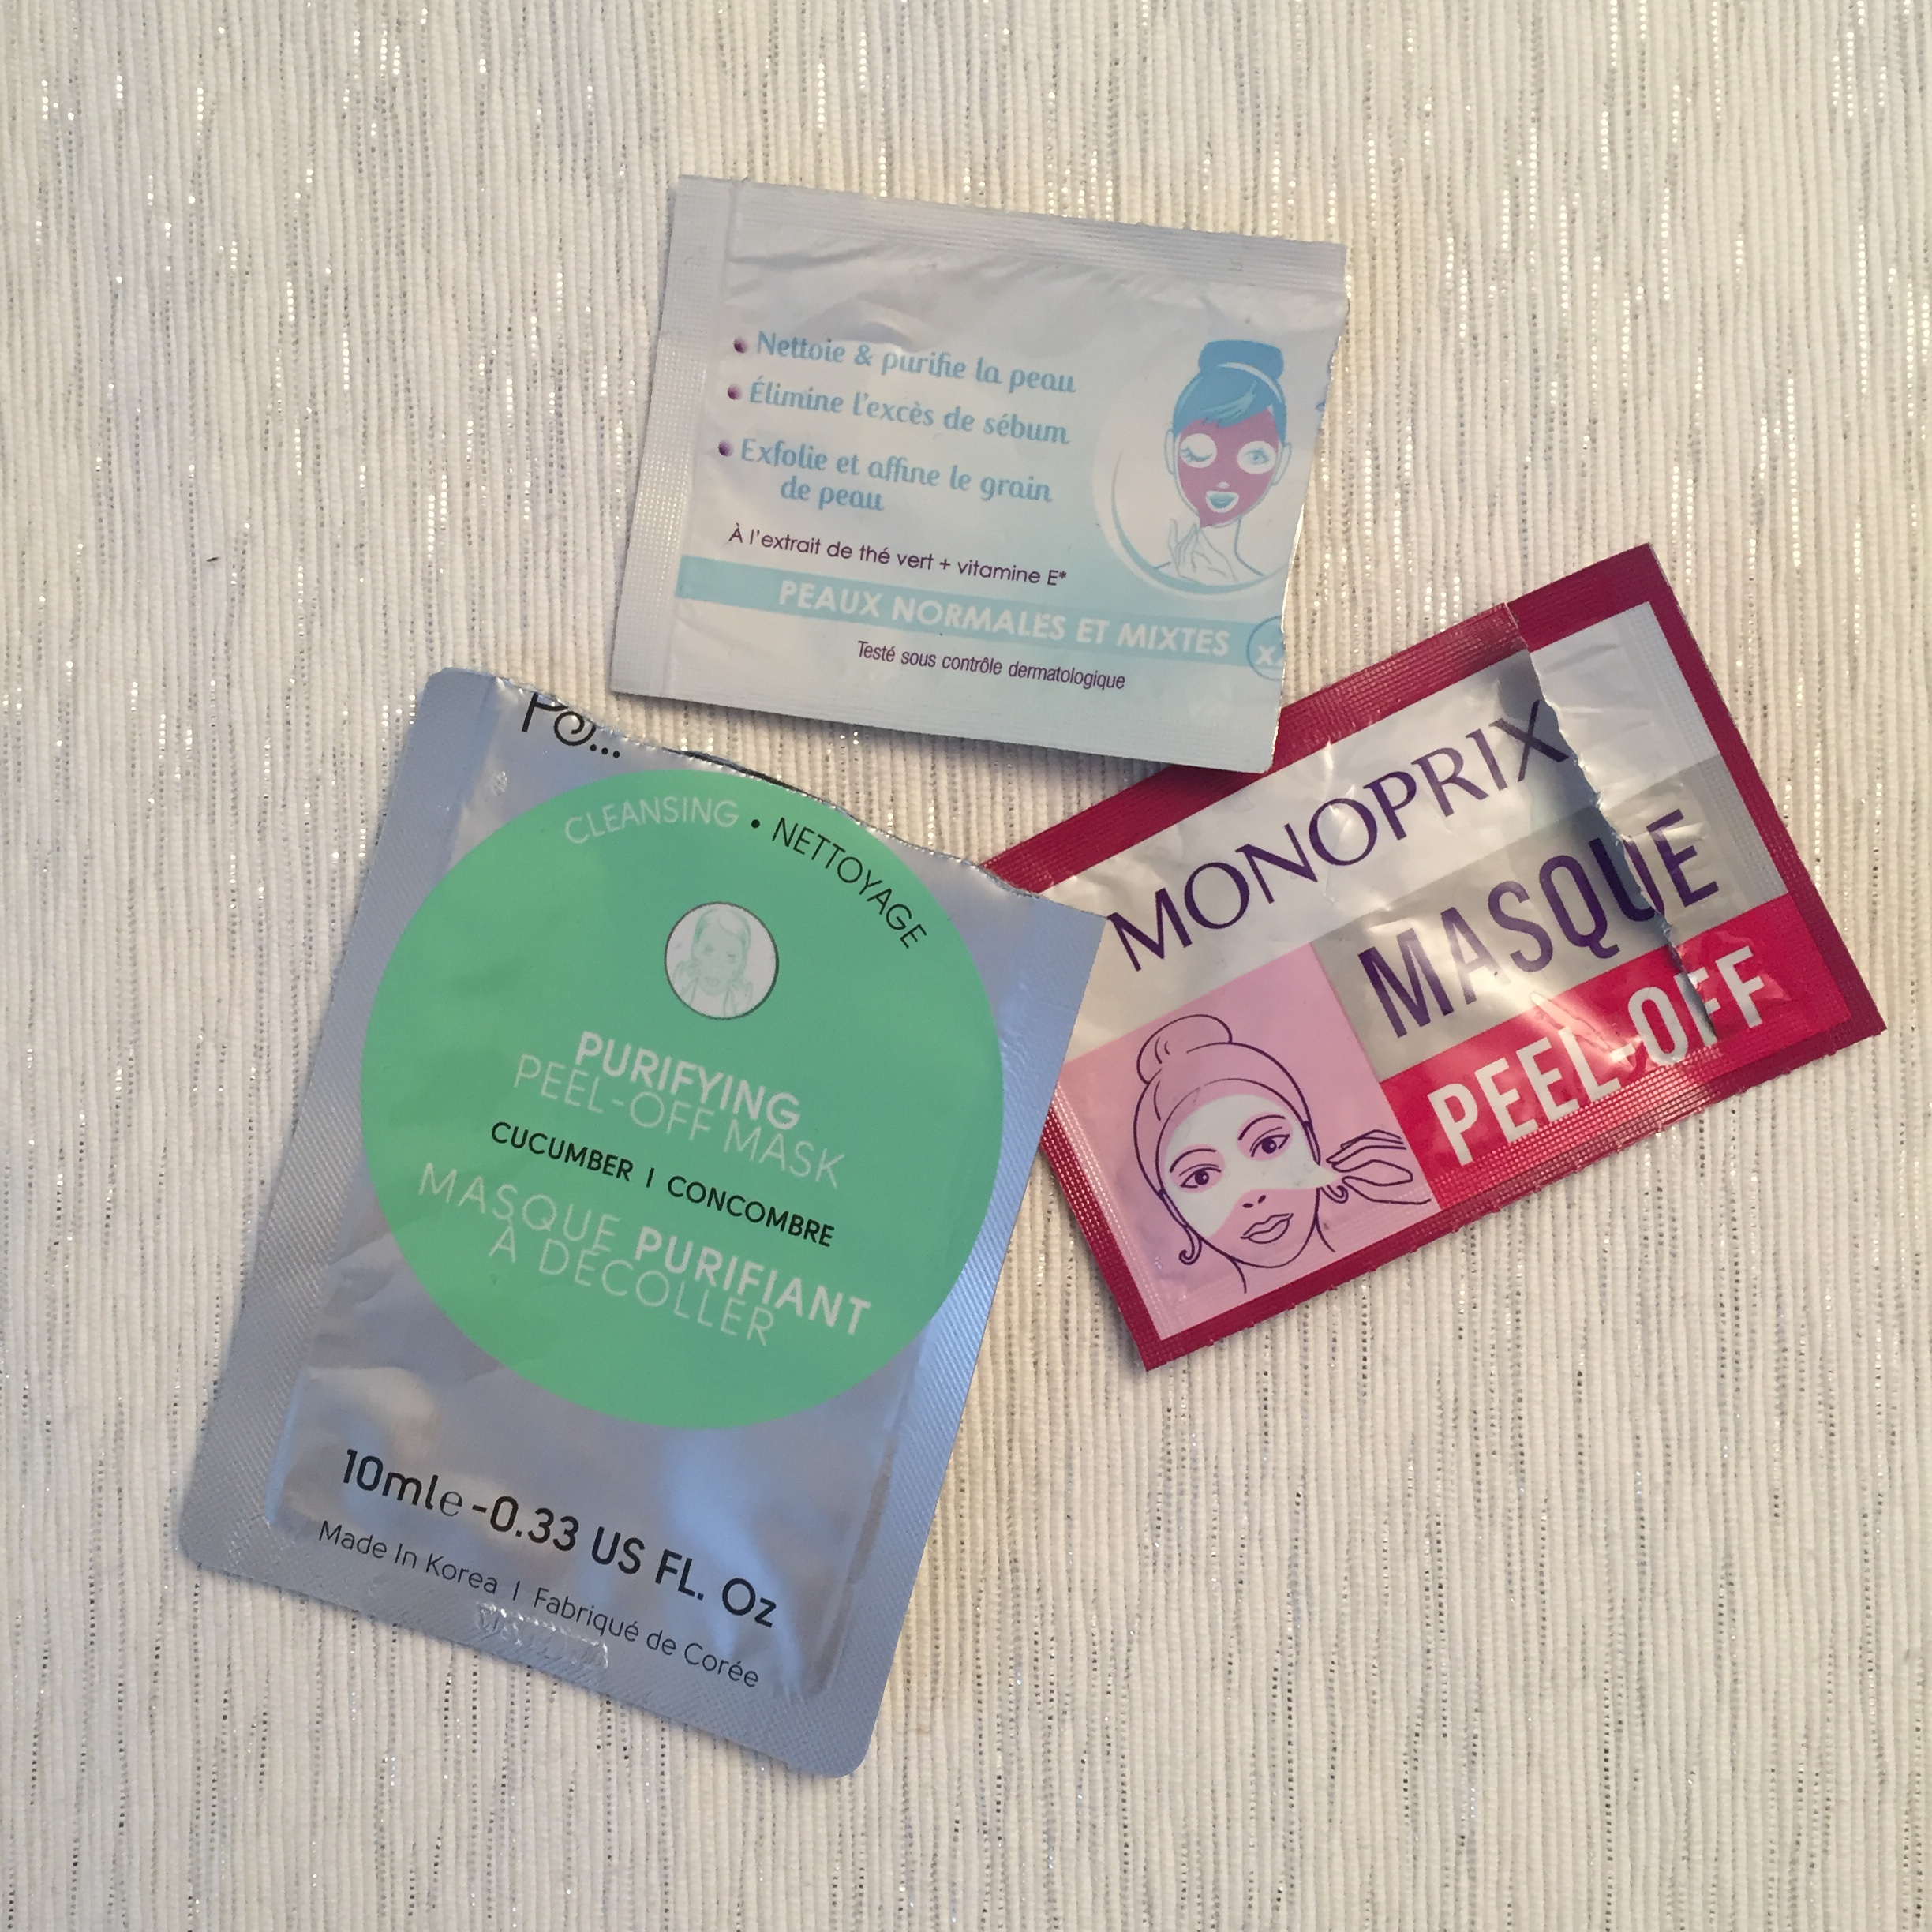 Nettoie & purifie la peau
Élimine l'excès de sébum
Exfolie et affine le grain
de peau
À l'extrait de thé vert + vitamine E*
PEAUX NORMALES ET MIXTES
Testé sous contrôle dermatologique
MONOPRIX
MASQUE
PEEL-OFF
CLEANSING • NETTOYAGE
PURIFYING
PEEL-OFF MASK
CUCUMBER I CONCOMBRE
MASQUE PURIFIANT
À DÉCOLLER
10ml℮-0.33 US FL. Oz
Made In Korea | Fabriqué de Corée